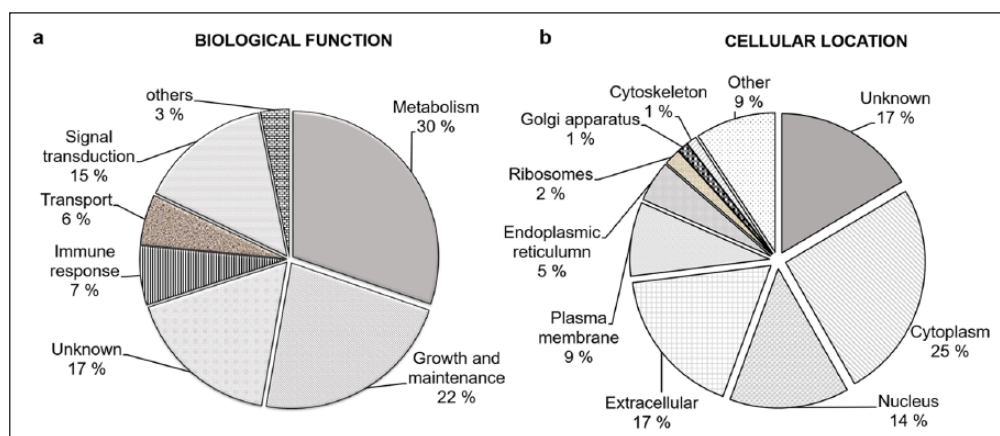 a
BIOLOGICAL FUNCTION
others
3 %
Metabolism
30 %
Signal
transduction
15 %
Transport
6 %
Immune
response
7 %
Unknown
17 %
Growth and
maintenance
22 %
b
CELLULAR LOCATION
Other
9 %
Cytoskeleton
1 %
Unknown
17 %
Golgi apparatus
1 %
Ribosomes
2 %
Endoplasmic
reticulumn
5 %
Plasma
membrane
9 %
Cytoplasm
25 %
Extracellular
17 %
Nucleus
14 %